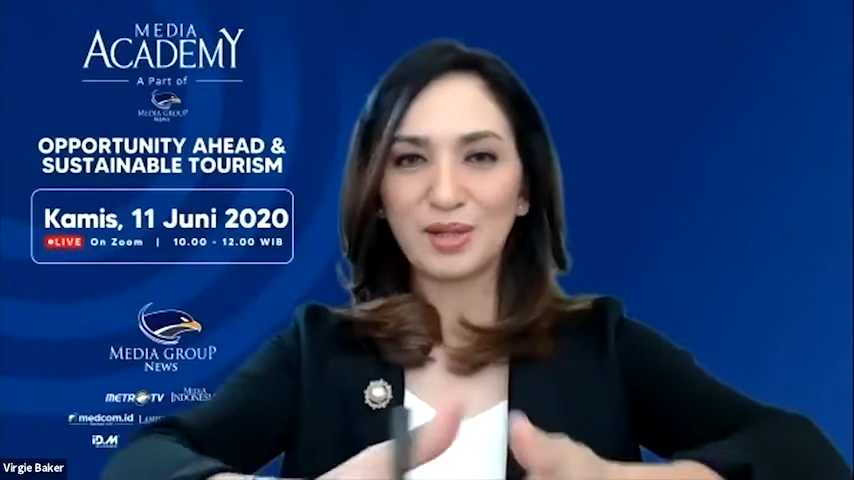 MEDIA
ACADEMY
A Part of
MEDIA GROUP
NEWS
OPPORTUNITY AHEAD &
SUSTAINABLE TOURISM
Kamis, 11 Juni 2020
LIVE On Zoom | 10.00 - 12.00 WIB
MEDIA GROUP
NEWS
METRO TV
MEDIA
INDONESIA
medcom.id
Virgie Baker